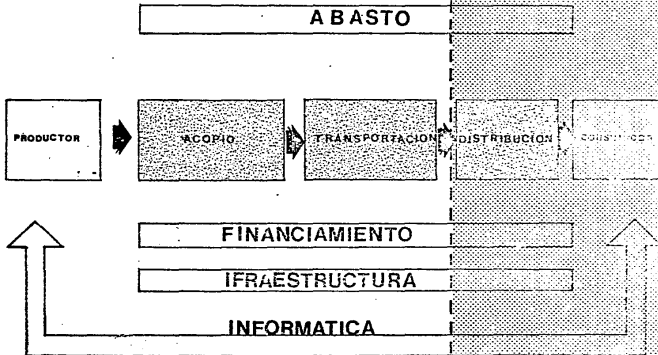 ABASTO
PRODUCTOR
ACOPIO
TRANSPORTACION
DISTRIBUCION
FINANCIAMIENTO
IFRAESTRUCTURA
INFORMATICA